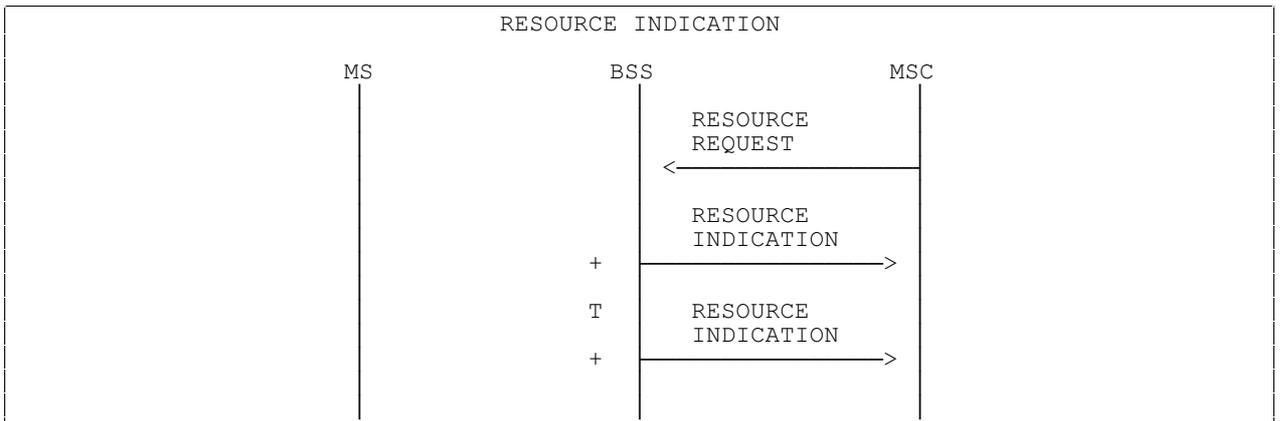 RESOURCE INDICATION
MS BSS MSC
RESOURCE
REQUEST
<
RESOURCE
INDICATION
+ >
T RESOURCE
INDICATION
+ >